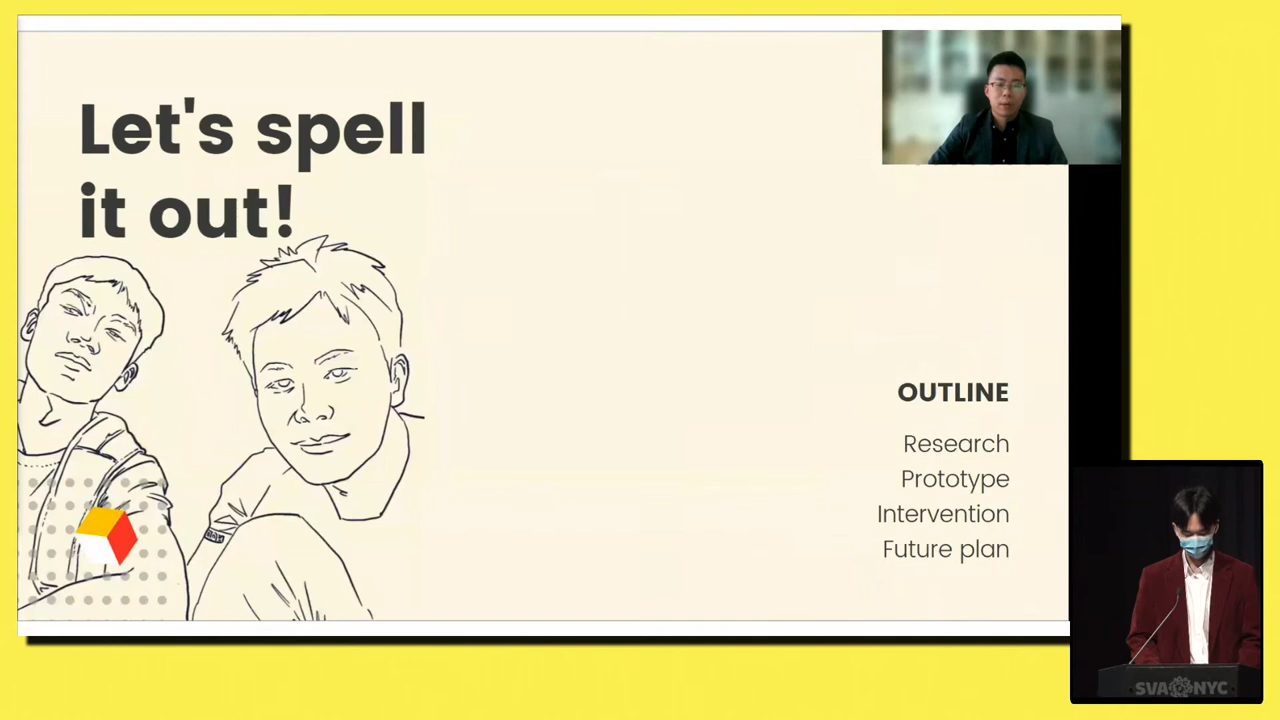 Let's spell
it out!
OUTLINE
Research
Prototype
Intervention
Future plan
SVA NYC